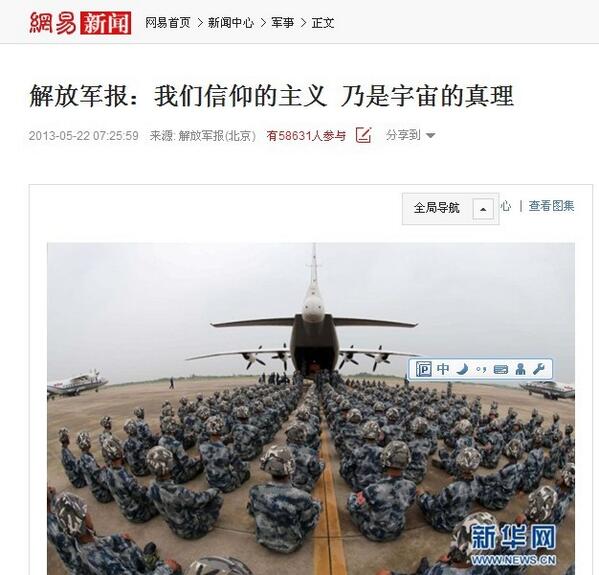 網易 新闻 网易首页 > 新闻中心 > 军事 > 正文
解放军报：我们信仰的主义 乃是宇宙的真理
2013-05-22 07:25:59 来源: 解放军报(北京) 有58631人参与 分享到
全局导航 心 | 查看图集
P 中
新华网